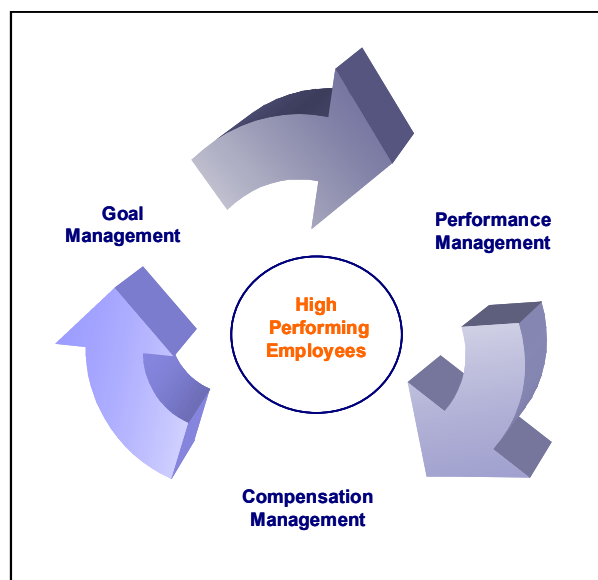 Goal
Management
Performance
Management
High
Performing
Employees
Compensation
Management